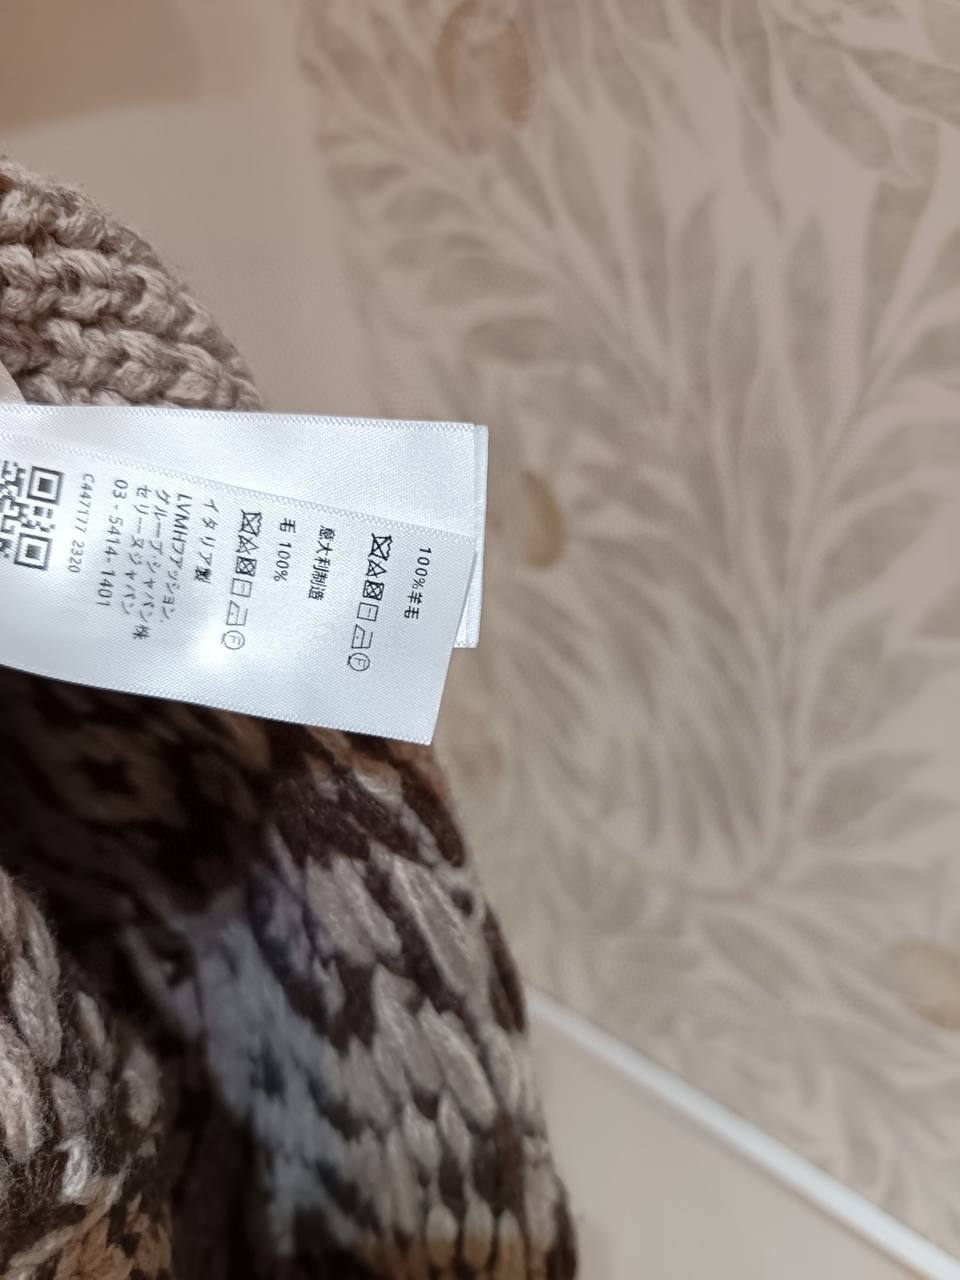 100%羊毛
意大利制造
毛 100%
イタリア製
LVMHファッション.
グループジャパン株
セリーヌジャパン
03-5414-1401
C447177 2320